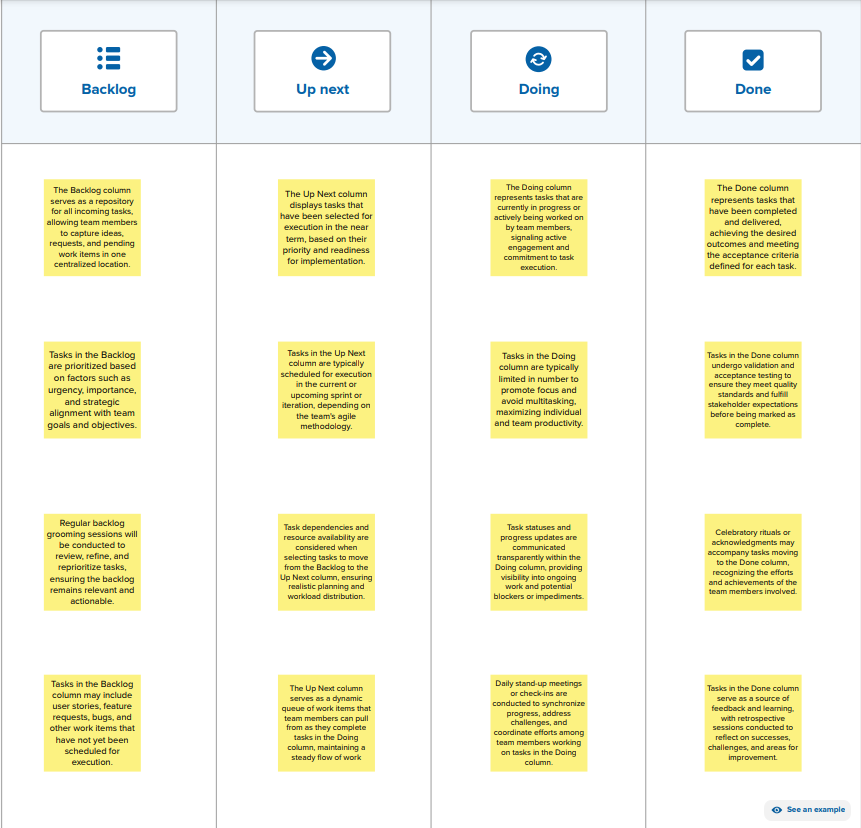 Backlog
Up next
Doing
Done
The Backlog column
serves as a repository
for all incoming tasks,
allowing team members
to capture ideas,
requests, and pending
work items in one
centralized location.
The Up Next column
displays tasks that
have been selected for
execution in the near
term, based on their
priority and readiness
for implementation.
The Doing column
represents tasks that are
currently in progress or
actively being worked on
by team members,
signaling active
engagement and
commitment to task
execution.
The Done column
represents tasks that
have been completed
and delivered,
achieving the desired
outcomes and meeting
the acceptance criteria
defined for each task.
Tasks in the Backlog
are prioritized based
on factors such as
urgency, importance,
and strategic
alignment with team
goals and objectives.
Tasks in the Up Next
column are typically
scheduled for execution
in the current or
upcoming sprint or
iteration, depending on
the team's agile
methodology.
Tasks in the Doing
column are typically
limited in number to
promote focus and
avoid multitasking,
maximizing individual
and team productivity.
Tasks in the Done column
undergo validation and
acceptance testing to
ensure they meet quality
standards and fulfill
stakeholder expectations
before being marked as
complete.
Regular backlog
grooming sessions will
be conducted to
review, refine, and
reprioritize tasks,
ensuring the backlog
remains relevant and
actionable.
Task dependencies and
resource availability are
considered when
selecting tasks to move
from the Backlog to the
Up Next column, ensuring
realistic planning and
workload distribution.
Task statuses and
progress updates are
communicated
transparently within the
Doing column, providing
visibility into ongoing
work and potential
blockers or impediments.
Celebratory rituals or
acknowledgments may
accompany tasks moving
to the Done column,
recognizing the efforts
and achievements of the
team members involved.
Tasks in the Backlog
column may include
user stories, feature
requests, bugs, and
other work items that
have not yet been
scheduled for
execution.
The Up Next column
serves as a dynamic
queue of work items that
team members can pull
from as they complete
tasks in the Doing
column, maintaining a
steady flow of work
Daily stand-up meetings
or check-ins are
conducted to synchronize
progress, address
challenges, and
coordinate efforts among
team members working
on tasks in the Doing
column.
Tasks in the Done column
serve as a source of
feedback and learning,
with retrospective
sessions conducted to
reflect on successes,
challenges, and areas for
improvement.
See an example